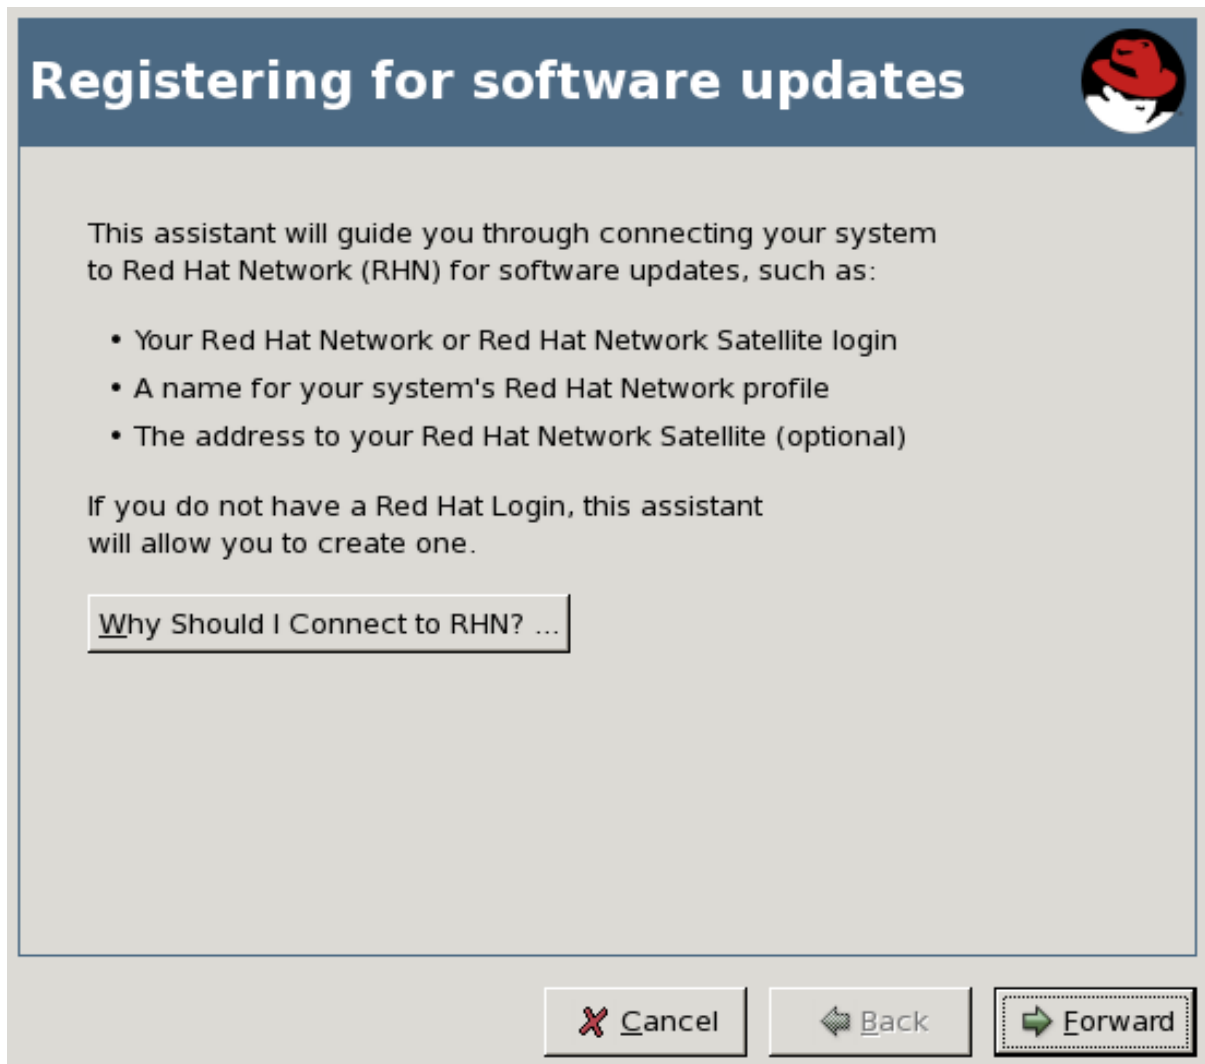 Registering for software updates
This assistant will guide you through connecting your system
to Red Hat Network (RHN) for software updates, such as:
• Your Red Hat Network or Red Hat Network Satellite login
• A name for your system's Red Hat Network profile
• The address to your Red Hat Network Satellite (optional)
If you do not have a Red Hat Login, this assistant
will allow you to create one.
Why Should I Connect to RHN? ...
Cancel Back Forward